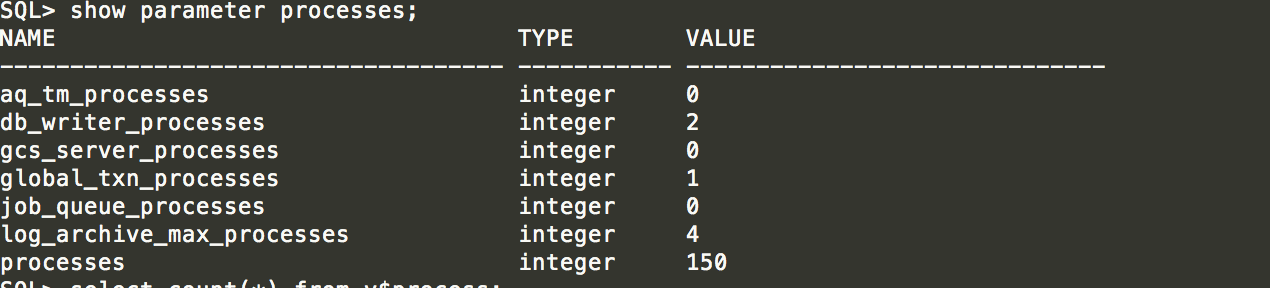 SQL> show parameter processes;
NAME TYPE VALUE
------------------------------------ ----------- ------------------------------
aq_tm_processes integer 0
db_writer_processes integer 2
gcs_server_processes integer 0
global_txn_processes integer 1
job_queue_processes integer 0
log_archive_max_processes integer 4
processes integer 150
SQL> select count(*) from v$process;